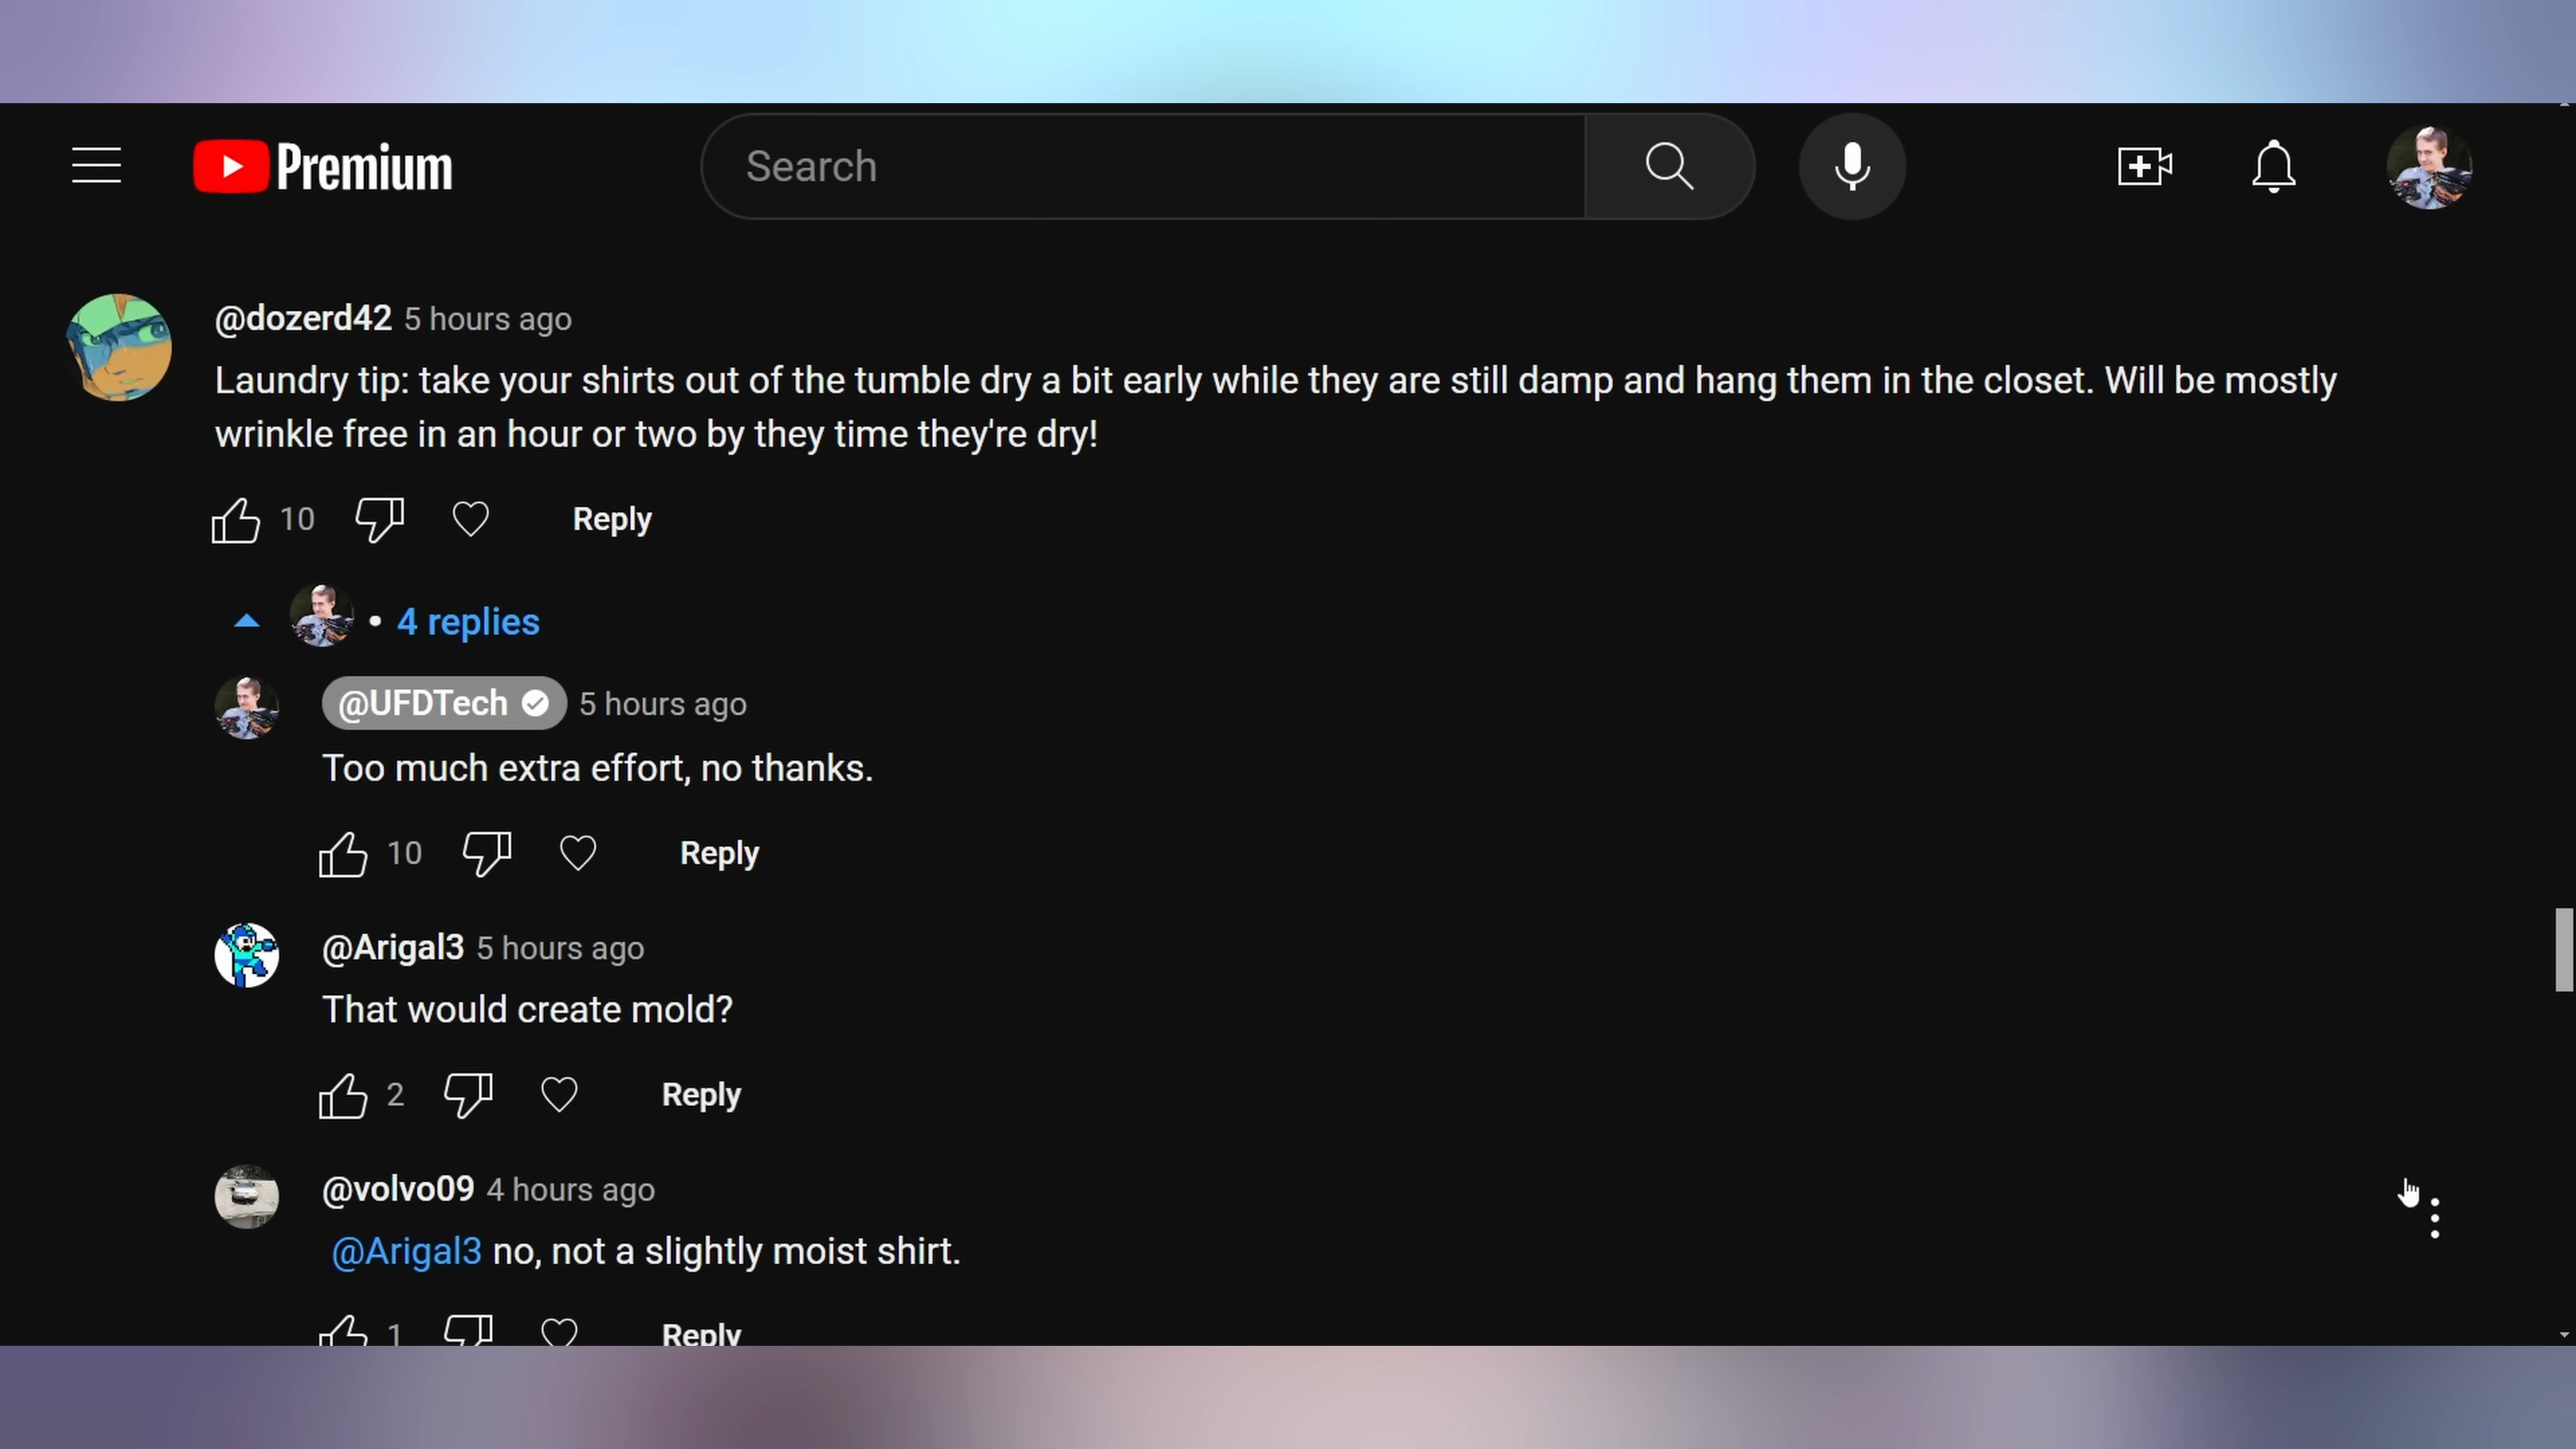 Premium
Search
@dozerd42 5 hours ago
Laundry tip: take your shirts out of the tumble dry a bit early while they are still damp and hang them in the closet. Will be mostly
wrinkle free in an hour or two by they time they're dry!
10 Reply
• 4 replies
@UFDTech 5 hours ago
Too much extra effort, no thanks.
10 Reply
@Arigal3 5 hours ago
That would create mold?
2 Reply
@volvo09 4 hours ago
@Arigal3 no, not a slightly moist shirt.
1 Reply